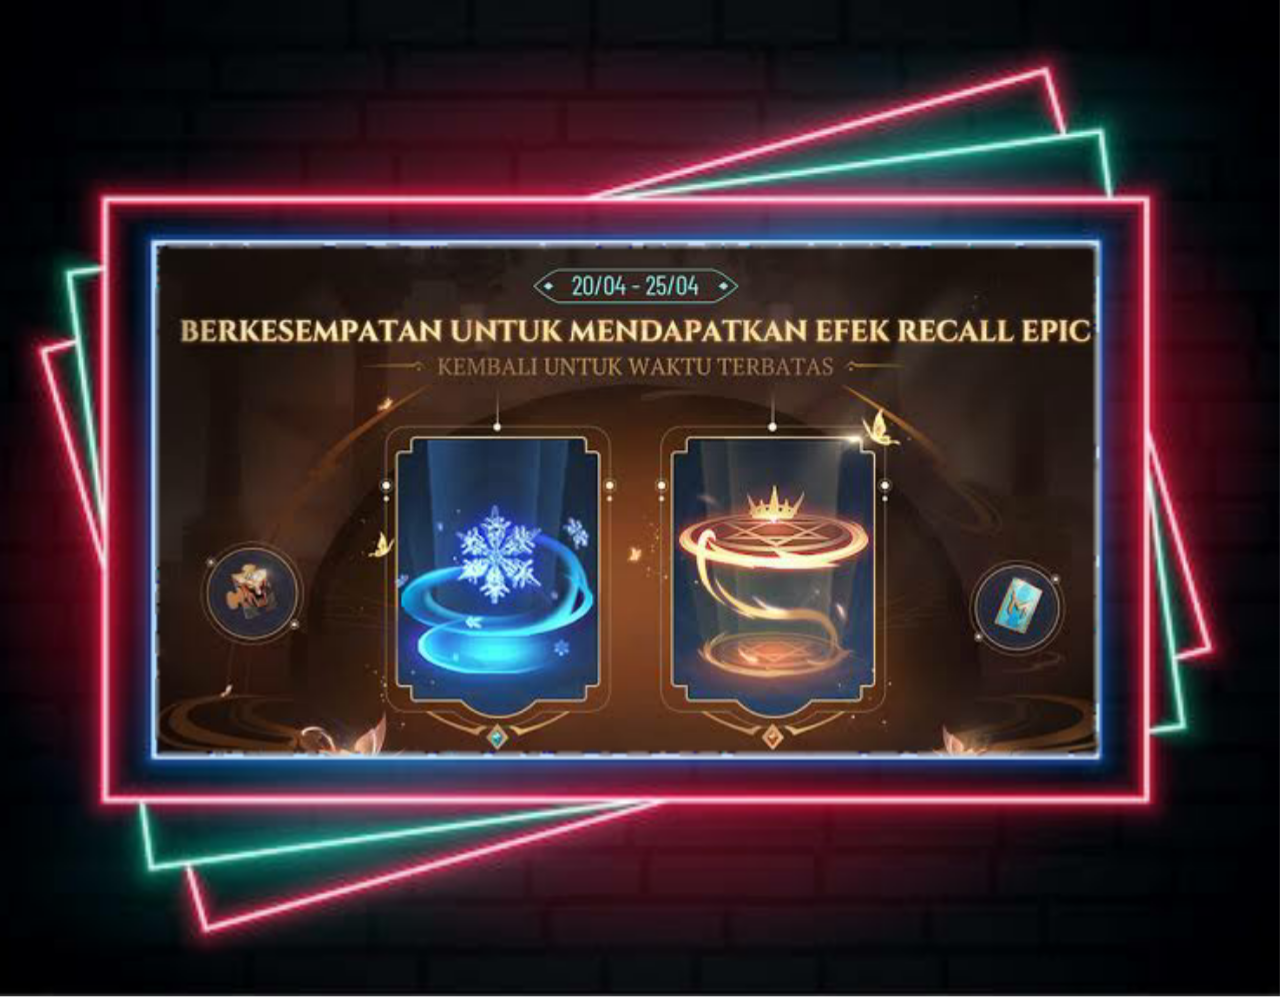 20/04 - 25/04
BERKESEMPATAN UNTUK MENDAPATKAN EFEK RECALL EPIC
KEMBALI UNTUK WAKTU TERBATAS